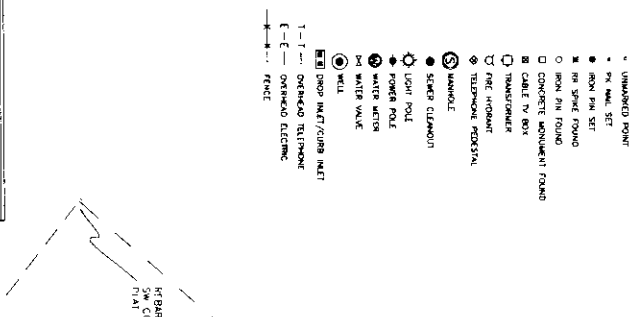 UNMARKED POINT
PK NAIL SET
IRON PIN SET
RR SPIKE FOUND
IRON PIN FOUND
CONCRETE MONUMENT FOUND
CABLE TV BOX
TRANSFORMER
FIRE HYDRANT
TELEPHONE PEDESTAL
S MANHOLE
SEWER CLEANOUT
LIGHT POLE
POWER POLE
WATER METER
WATER VALVE
WELL
DROP INLET/CURB INLET
T—T— OVERHEAD TELEPHONE
E—E— OVERHEAD ELECTRIC
FENCE
REBAR
SW
PLAT